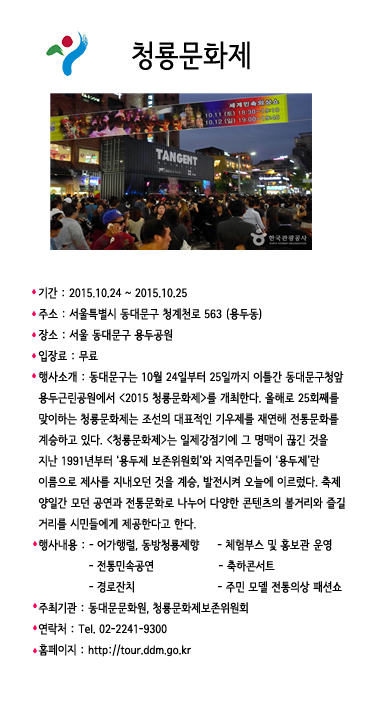 청룡문화제
세계민속의상쇼
10.11 (토) 18:30~19:10
10.12 (일) 19:00~19:40
TANGENT
한국관광공사
기간 : 2015.10.24 ~ 2015.10.25
주소 : 서울특별시 동대문구 청계천로 563 (용두동)
장소 : 서울 동대문구 용두공원
입장료 : 무료
행사소개 : 동대문구는 10월 24일부터 25일까지 이틀간 동대문구청앞
용두근린공원에서 <2015 청룡문화제>를 개최한다. 올해로 25회째를
맞이하는 청룡문화제는 조선의 대표적인 기우제를 재연해 전통문화를
계승하고 있다. <청룡문화제>는 일제강점기에 그 명맥이 끊긴 것을
지난 1991년부터 '용두제 보존위원회'와 지역주민들이 '용두제'란
이름으로 제사를 지내오던 것을 계승, 발전시켜 오늘에 이르렀다. 축제
양일간 모던 공연과 전통문화로 나누어 다양한 콘텐츠의 볼거리와 즐길
거리를 시민들에게 제공한다고 한다.
행사내용 : - 어가행렬, 동방청룡제향 - 체험부스 및 홍보관 운영
- 전통민속공연 - 축하콘서트
- 경로잔치 - 주민 모델 전통의상 패션쇼
주최기관 : 동대문문화원, 청룡문화제보존위원회
연락처 : Tel. 02-2241-9300
홈페이지 : http://tour.ddm.go.kr